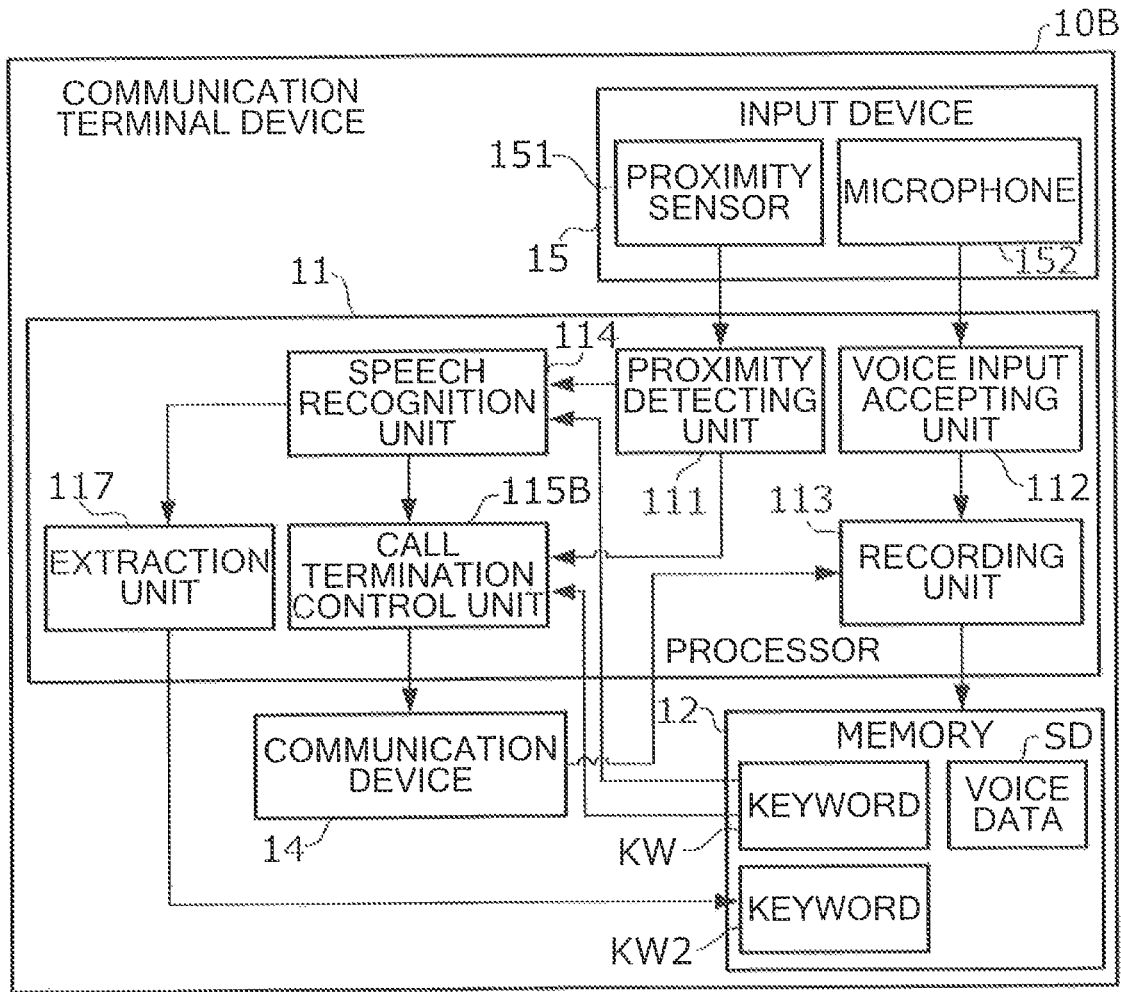 10B
COMMUNICATION
TERMINAL DEVICE
INPUT DEVICE
151
PROXIMITY
SENSOR
MICROPHONE
15
152
11
114
SPEECH
RECOGNITION
UNIT
PROXIMITY
DETECTING
UNIT
VOICE INPUT
ACCEPTING
UNIT
117
115B
111
112
113
EXTRACTION
UNIT
CALL
TERMINATION
CONTROL UNIT
RECORDING
UNIT
PROCESSOR
12
COMMUNICATION
DEVICE
14
MEMORY
SD
KEYWORD
VOICE
DATA
KW
KEYWORD
KW2